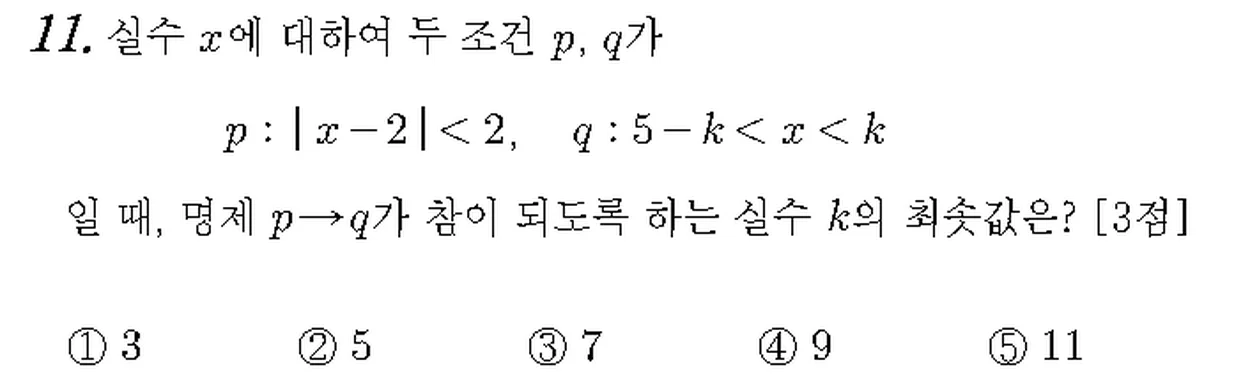 11. 실수 x에 대하여 두 조건 p, q가
p : | x − 2 | < 2, q : 5 − k < x < k
일 때, 명제 p → q가 참이 되도록 하는 실수 k의 최솟값은? [3점]
① 3 ② 5 ③ 7 ④ 9 ⑤ 11